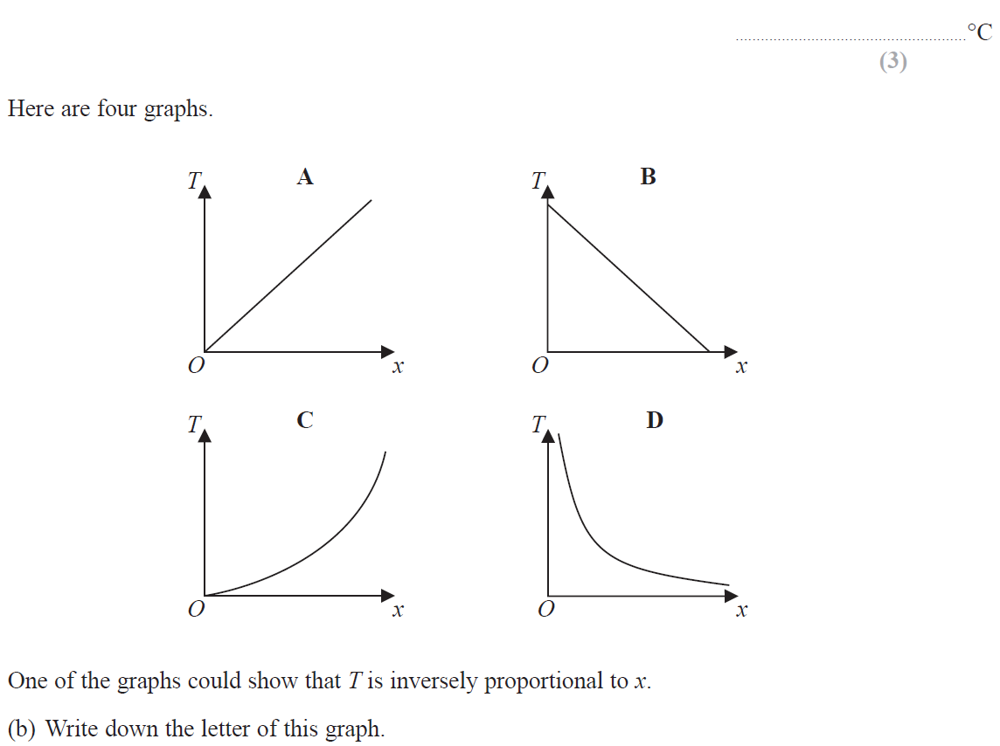 °C
(3)
Here are four graphs.
A
B
T
T
O
x
O
x
C
D
T
T
O
x
O
x
One of the graphs could show that T is inversely proportional to x.
(b) Write down the letter of this graph.